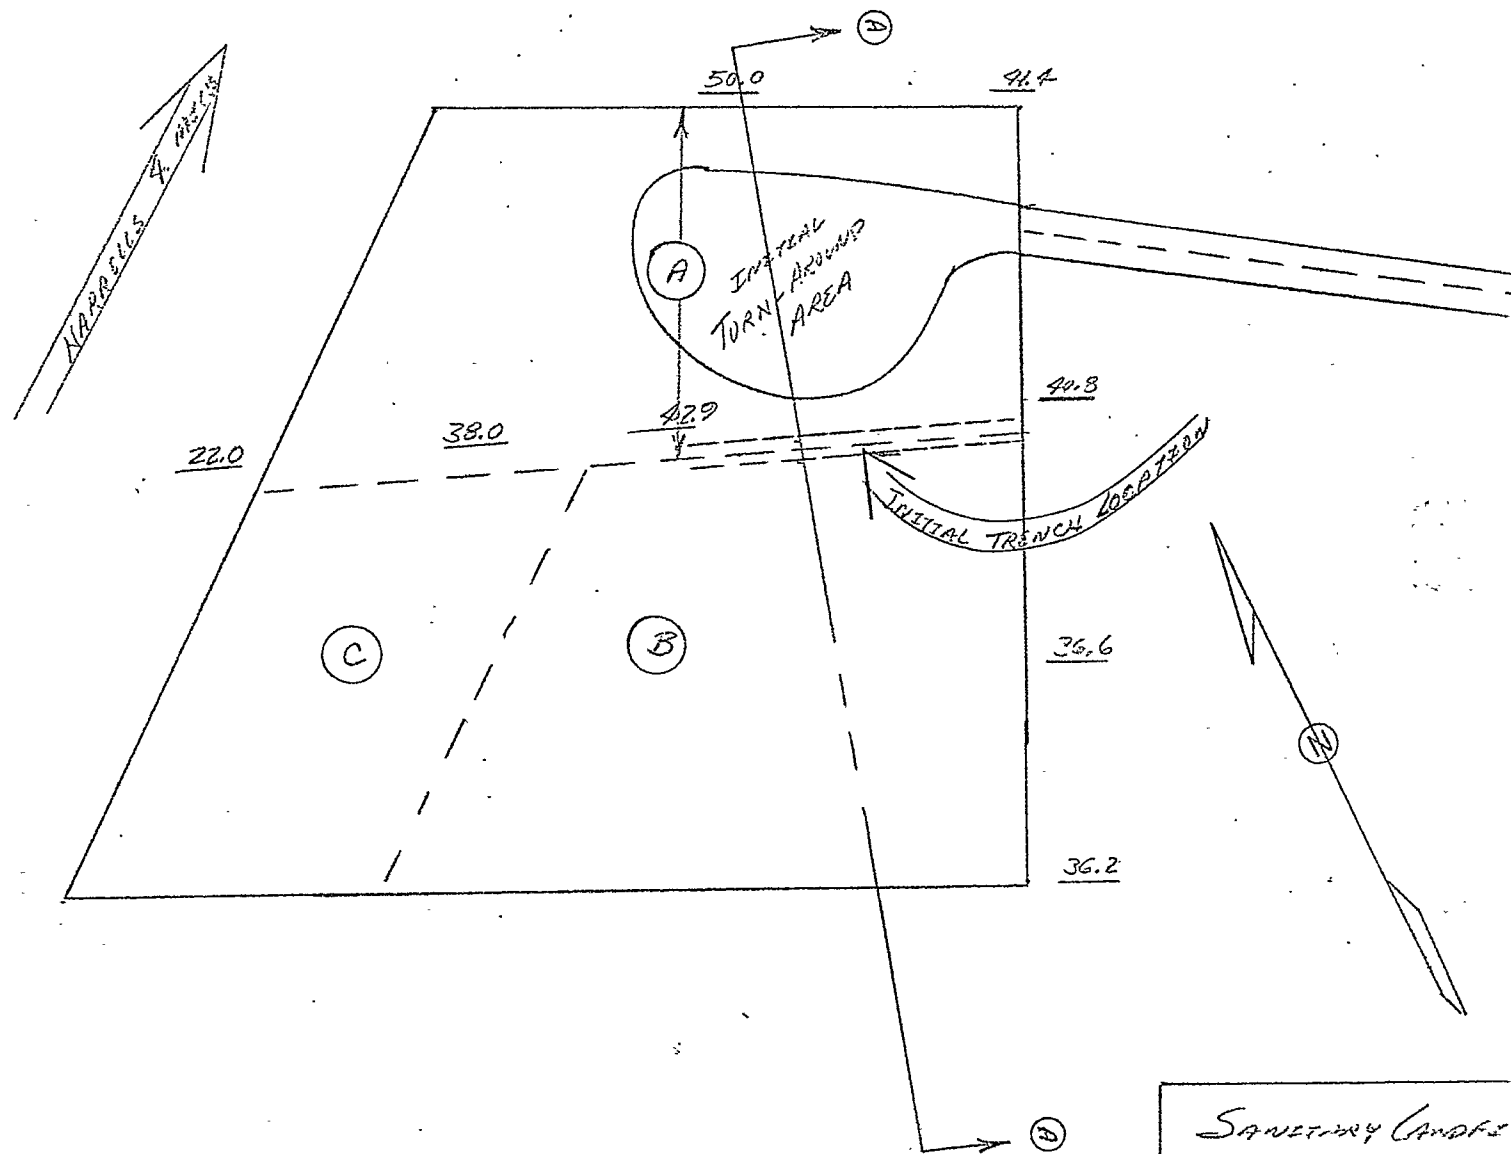 A
50.0
41.4
HARRELLS 4. MILES
A
INITIAL
TURN-AROUND
AREA
40.8
42.9
38.0
22.0
INITIAL TRENCH LOCATION
C
B
36.6
N
36.2
A
SANITARY LANDFI